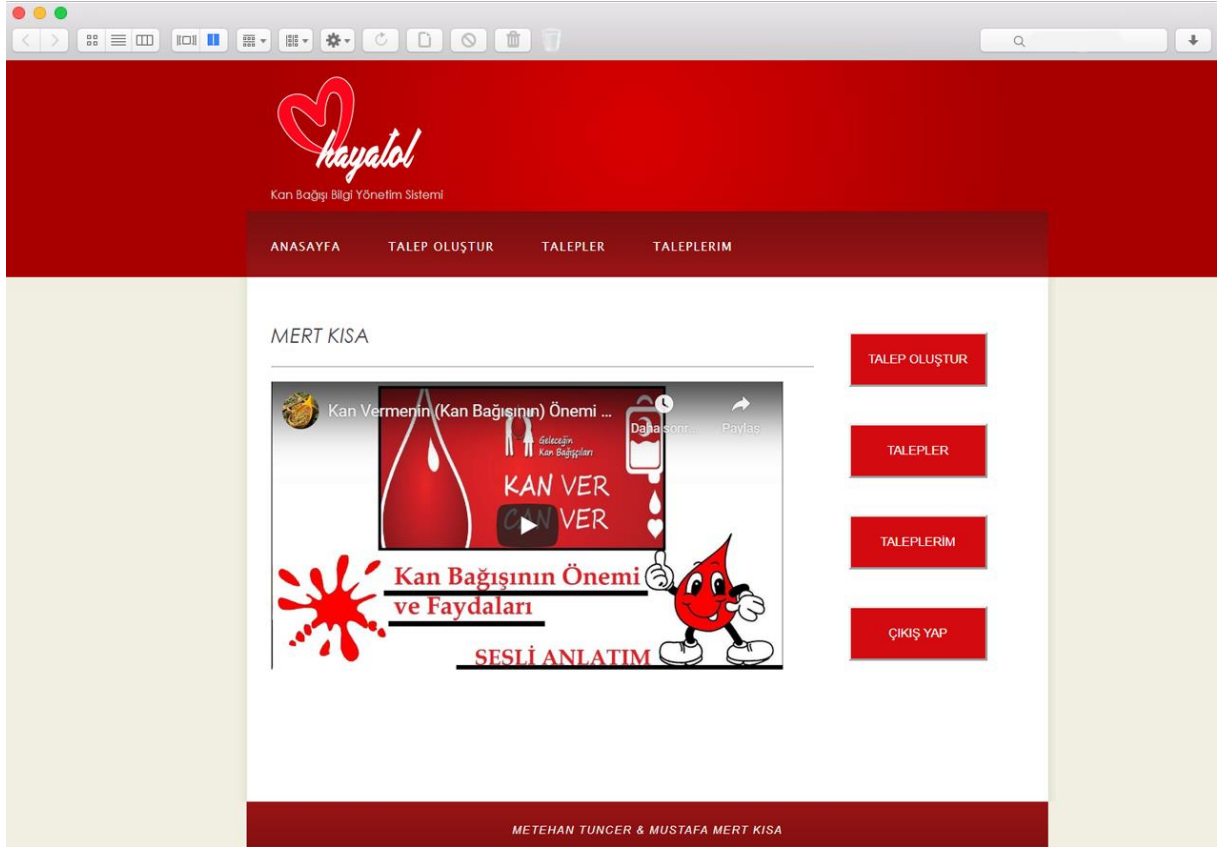 hayatol
Kan Bağışı Bilgi Yönetim Sistemi
ANASAYFA TALEP OLUŞTUR TALEPLER TALEPLERIM
MERT KISA
Kan Vermenin (Kan Bağışının) Önemi ...
Daha sonr... Paylaş
Geleceğin
Kan Bağışçıları
KAN VER
CAN VER
Kan Bağışının Önemi
ve Faydaları
SESLİ ANLATIM
TALEP OLUŞTUR
TALEPLER
TALEPLERİM
ÇIKIŞ YAP
METEHAN TUNCER & MUSTAFA MERT KISA